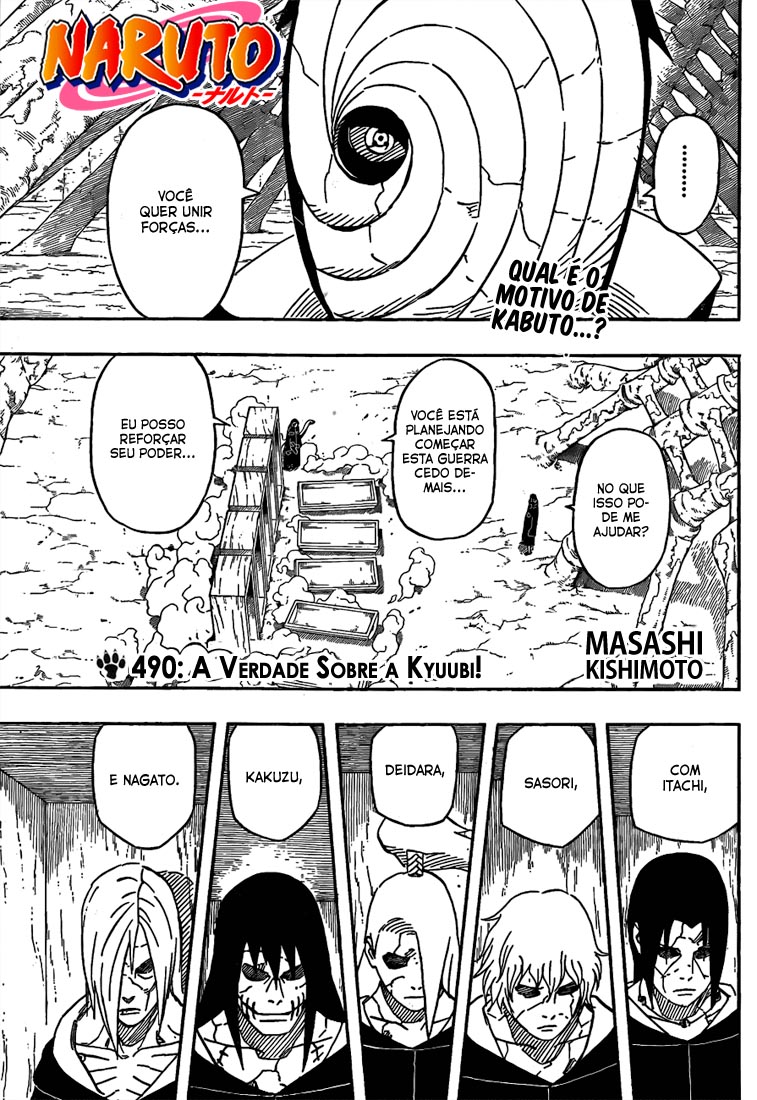 NARUTO
-ナルト-
.........
VOCÊ
QUER UNIR
FORÇAS...
QUAL É O
MOTIVO DE
KABUTO...?
NO QUE
ISSO PO-
DE ME
AJUDAR?
VOCÊ ESTÁ
PLANEJANDO
COMEÇAR
ESTA GUERRA
CEDO DE-
MAIS...
EU POSSO
REFORÇAR
SEU PODER...
490: A VERDADE SOBRE A KYUUBI!
MASASHI
KISHIMOTO
COM
ITACHI,
SASORI,
DEIDARA,
KAKUZU,
E NAGATO.